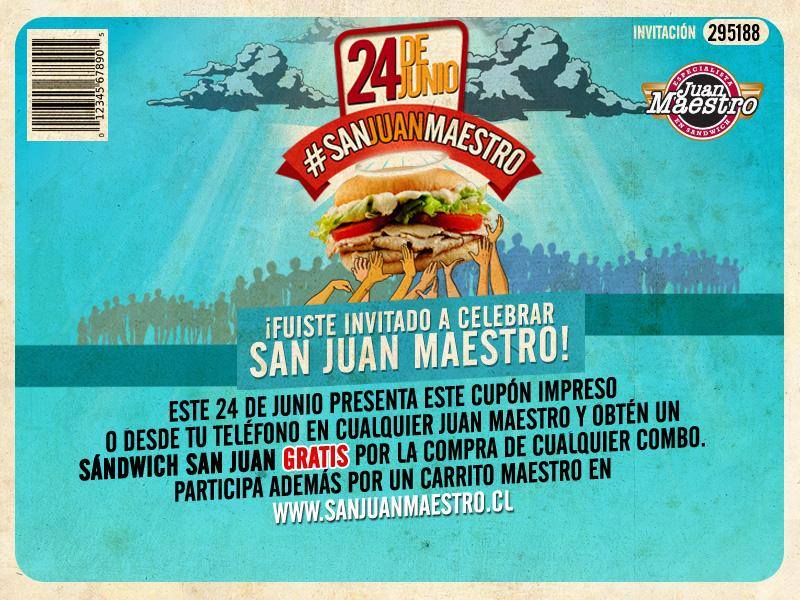 INVITACIÓN 295188
0 12345 67890 5
24 DE JUNIO
#SANJUANMAESTRO
ESPECIALISTA
Juan
Maestro
EN SANDWICH
¡FUISTE INVITADO A CELEBRAR
SAN JUAN MAESTRO!
ESTE 24 DE JUNIO PRESENTA ESTE CUPÓN IMPRESO
O DESDE TU TELÉFONO EN CUALQUIER JUAN MAESTRO Y OBTÉN UN
SÁNDWICH SAN JUAN GRATIS POR LA COMPRA DE CUALQUIER COMBO.
PARTICIPA ADEMÁS POR UN CARRITO MAESTRO EN
WWW.SANJUANMAESTRO.CL